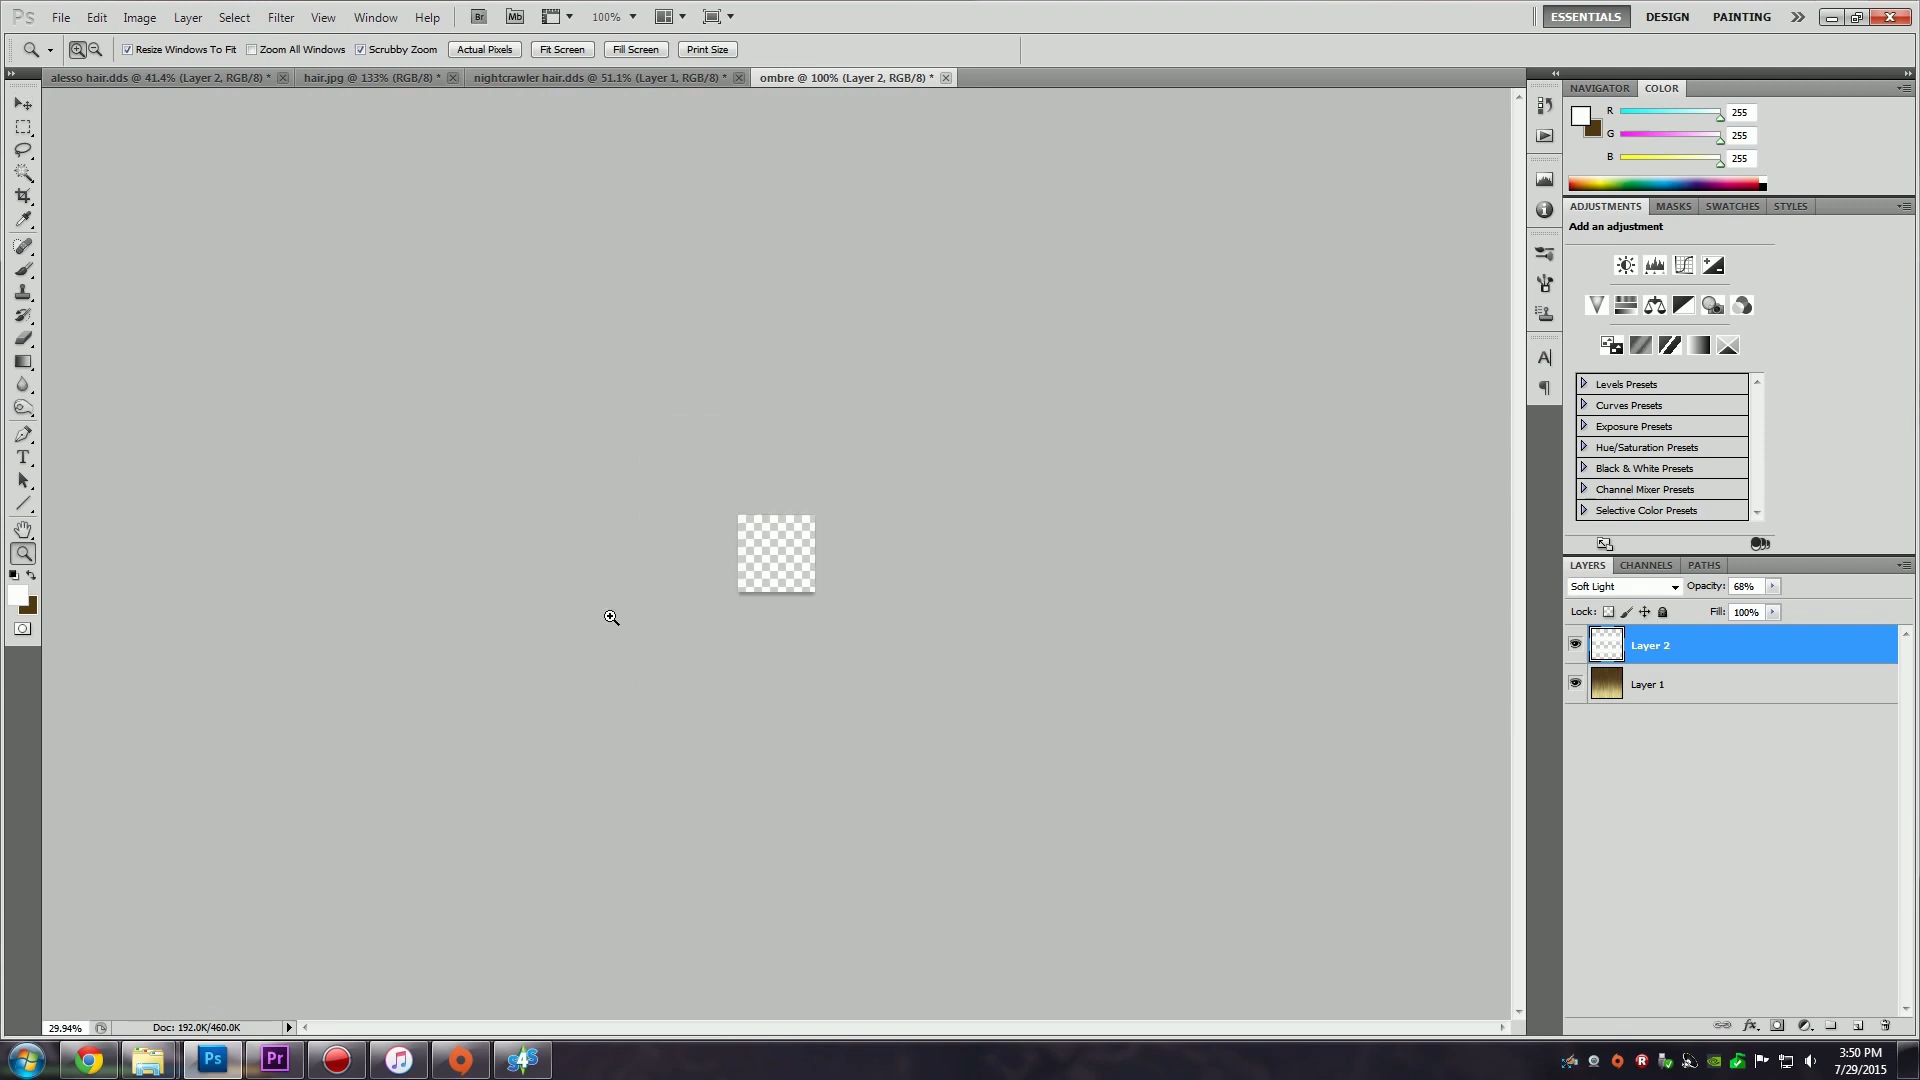 Ps File Edit Image Layer Select Filter View Window Help Br Mb 100% ESSENTIALS DESIGN PAINTING
Resize Windows To Fit Zoom All Windows Scrubby Zoom Actual Pixels Fit Screen Fill Screen Print Size
alesso hair.dds @ 41.4% (Layer 2, RGB/8) * hair.jpg @ 133% (RGB/8) * nightcrawler hair.dds @ 51.1% (Layer 1, RGB/8) * ombre @ 100% (Layer 2, RGB/8) *
NAVIGATOR COLOR
R 255
G 255
B 255
ADJUSTMENTS MASKS SWATCHES STYLES
Add an adjustment
Levels Presets
Curves Presets
Exposure Presets
Hue/Saturation Presets
Black & White Presets
Channel Mixer Presets
Selective Color Presets
LAYERS CHANNELS PATHS
Soft Light Opacity: 68%
Lock: Fill: 100%
Layer 2
Layer 1
29.94% Doc: 192.0K/460.0K
Ps Pr S4S
3:50 PM
7/29/2015